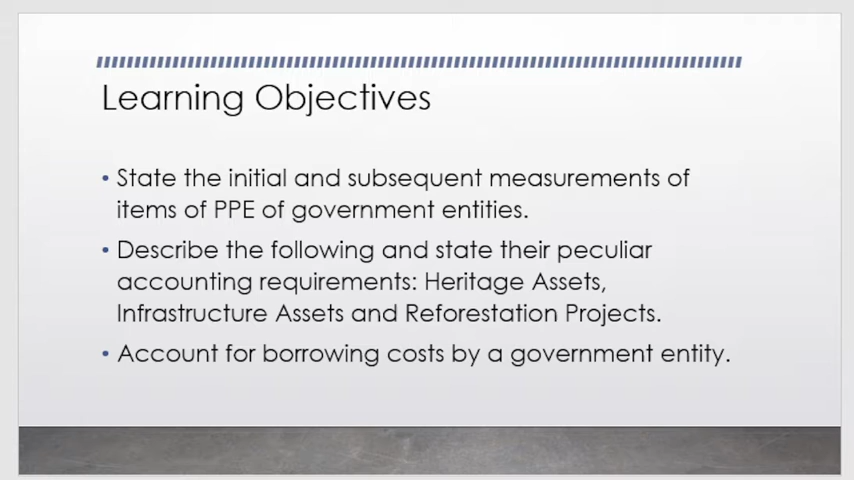 Learning Objectives
• State the initial and subsequent measurements of
items of PPE of government entities.
• Describe the following and state their peculiar
accounting requirements: Heritage Assets,
Infrastructure Assets and Reforestation Projects.
• Account for borrowing costs by a government entity.